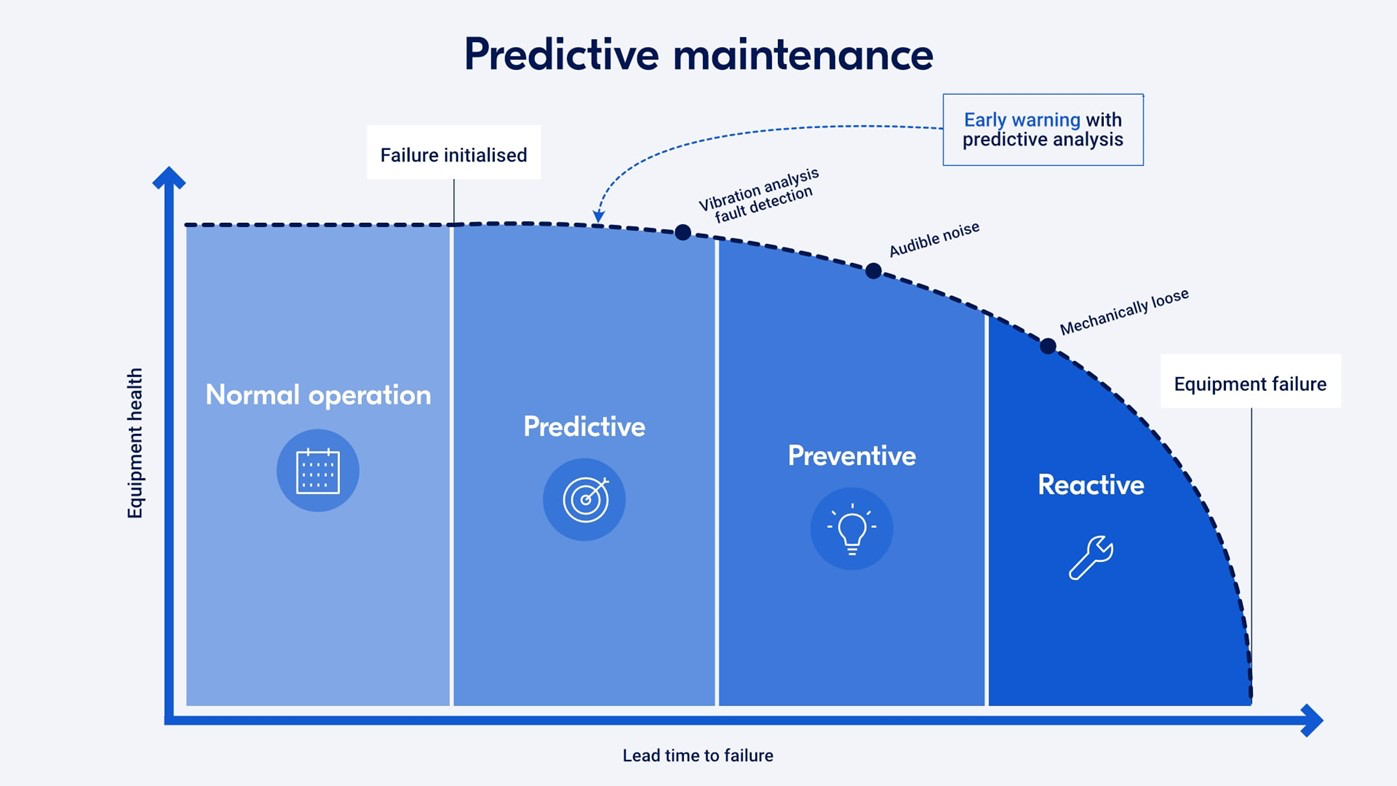 Predictive maintenance
Early warning with
predictive analysis
Failure initialised
Vibration analysis
fault detection
Audible noise
Mechanically loose
Equipment failure
Equipment health
Normal operation
Predictive
Preventive
Reactive
Lead time to failure